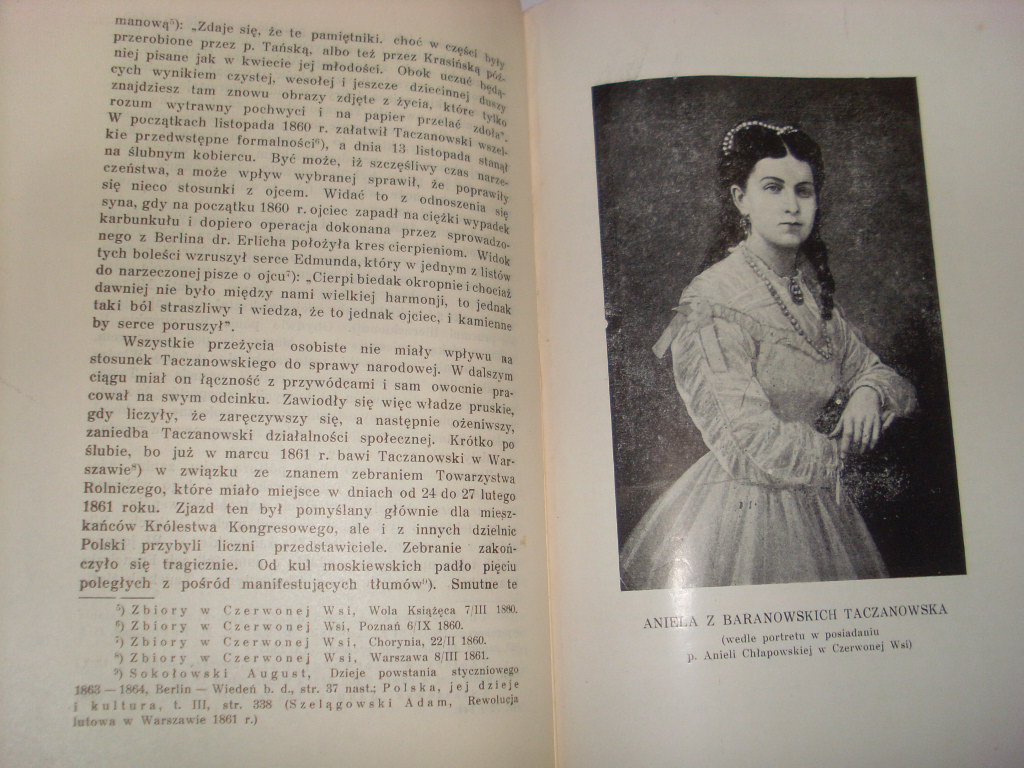 manową⁵): „Zdaje się, że te pamiętniki, choć w części były
przerobione przez p. Tańską, albo też przez Krasińską póź-
niej pisane jak w kwiecie jej młodości. Obok uczuć będą-
cych wynikiem czystej, wesołej i jeszcze dziecinnej duszy
znajdziesz tam znowu obrazy zdjęte z życia, które tylko
rozum wytrawny pochwyci i na papier przelać zdoła".
W początkach listopada 1860 r. załatwił Taczanowski wszel-
kie przedwstępne formalności⁶), a dnia 13 listopada stanął
na ślubnym kobiercu. Być może, iż szczęśliwy czas narze-
czeństwa, a może wpływ wybranej sprawił, że poprawiły
się nieco stosunki z ojcem. Widać to z odnoszenia się
syna, gdy na początku 1860 r. ojciec zapadł na ciężki wypadek
karbunkułu i dopiero operacja dokonana przez sprowadzo-
nego z Berlina dr. Erlicha położyła kres cierpieniom. Widok
tych boleści wzruszył serce Edmunda, który w jednym z listów
do narzeczonej pisze o ojcu⁷): „Cierpi biedak okropnie i chociaż
dawniej nie było między nami wielkiej harmonji, to jednak
taki ból straszliwy i wiedza, że to jednak ojciec, i kamienne
by serce poruszył".
Wszystkie przeżycia osobiste nie miały wpływu na
stosunek Taczanowskiego do sprawy narodowej. W dalszym
ciągu miał on łączność z przywódcami i sam owocnie pra-
cował na swym odcinku. Zawiodły się więc władze pruskie,
gdy liczyły, że zaręczywszy się, a następnie ożeniwszy,
zaniedba Taczanowski działalności społecznej. Krótko po
ślubie, bo już w marcu 1861 r. bawi Taczanowski w War-
szawie⁸) w związku ze znanem zebraniem Towarzystwa
Rolniczego, które miało miejsce w dniach od 24 do 27 lutego
1861 roku. Zjazd ten był pomyślany głównie dla miesz-
kańców Królestwa Kongresowego, ale i z innych dzielnic
Polski przybyli liczni przedstawiciele. Zebranie zakoń-
czyło się tragicznie. Od kul moskiewskich padło pięciu
poległych z pośród manifestujących tłumów⁹). Smutne te
⁵) Zbiory w Czerwonej Wsi, Wola Książęca 7/III 1880.
⁶) Zbiory w Czerwonej Wsi, Poznań 6/IX 1860.
⁷) Zbiory w Czerwonej Wsi, Chorynia, 22/II 1860.
⁸) Zbiory w Czerwonej Wsi, Warszawa 8/III 1861.
⁹) Sokołowski August, Dzieje powstania styczniowego
1863 — 1864, Berlin — Wiedeń b. d., str. 37 nast.; Polska, jej dzieje
i kultura, t. III, str. 338 (Szelągowski Adam, Rewolucja
lutowa w Warszawie 1861 r.)
ANIELA Z BARANOWSKICH TACZANOWSKA
(wedle portretu w posiadaniu
p. Anieli Chłapowskiej w Czerwonej Wsi)